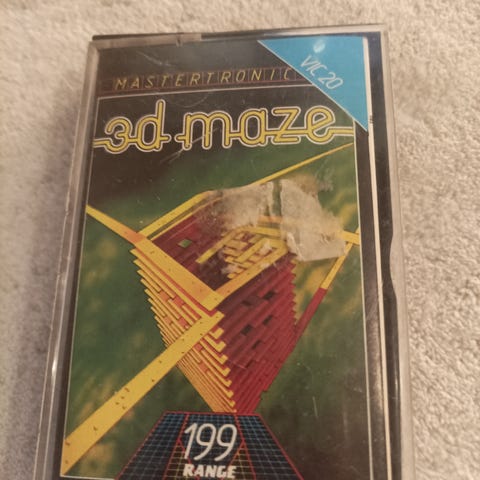 MASTERTRONIC
VIC 20
3d maze
199
RANGE